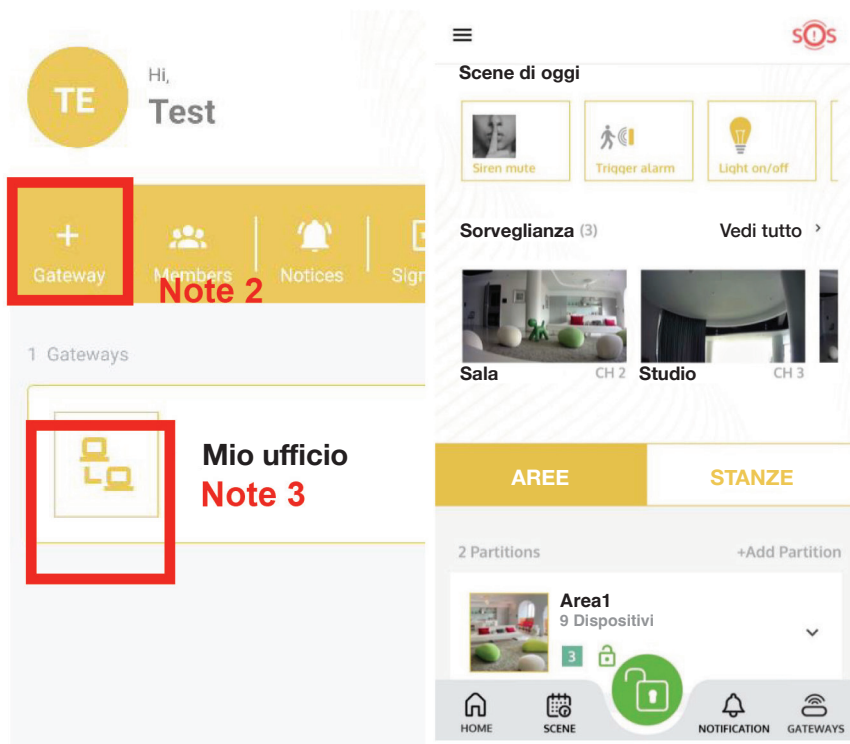 TE
Hi,
Test
Gateway
Members
Notices
Sign
Note 2
1 Gateways
Mio ufficio
Note 3
SOS
Scene di oggi
Siren mute
Trigger alarm
Light on/off
Sorveglianza (3)
Vedi tutto >
Sala
CH 2
Studio
CH 3
AREE
STANZE
2 Partitions
+Add Partition
Area1
9 Dispositivi
3
HOME
SCENE
NOTIFICATION
GATEWAYS